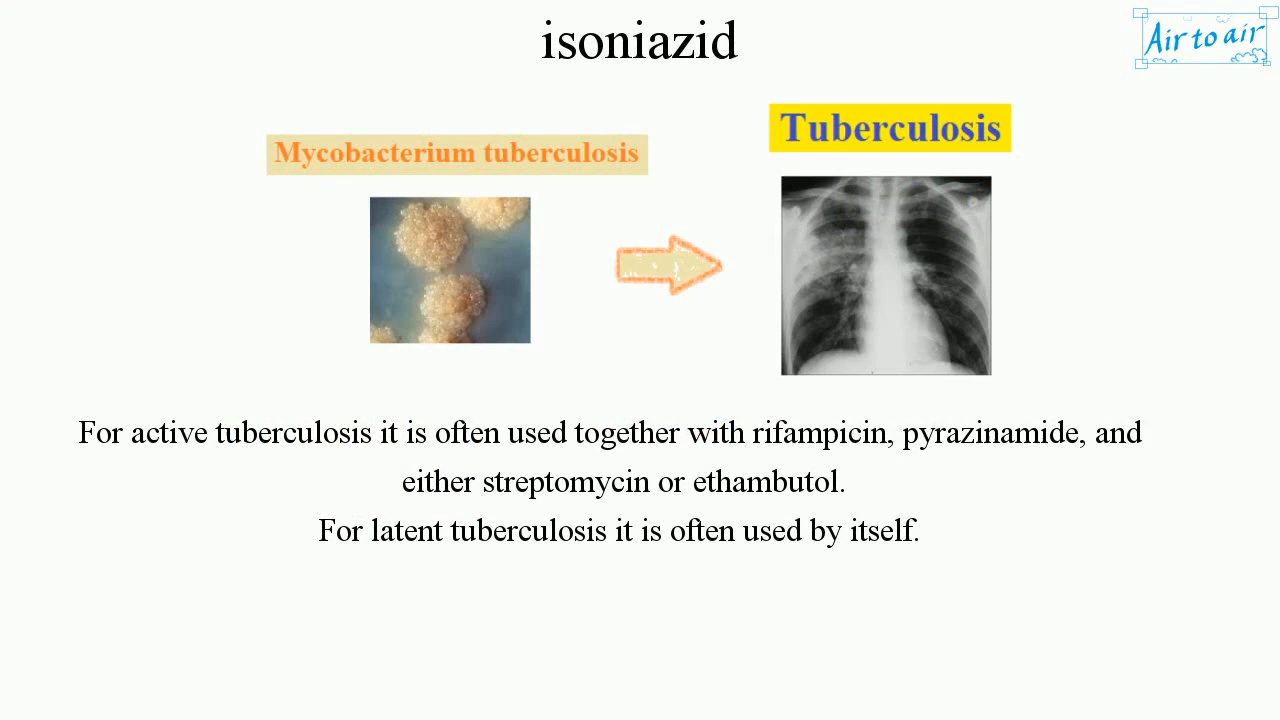 isoniazid
Air to air
Mycobacterium tuberculosis
Tuberculosis
For active tuberculosis it is often used together with rifampicin, pyrazinamide, and
either streptomycin or ethambutol.
For latent tuberculosis it is often used by itself.